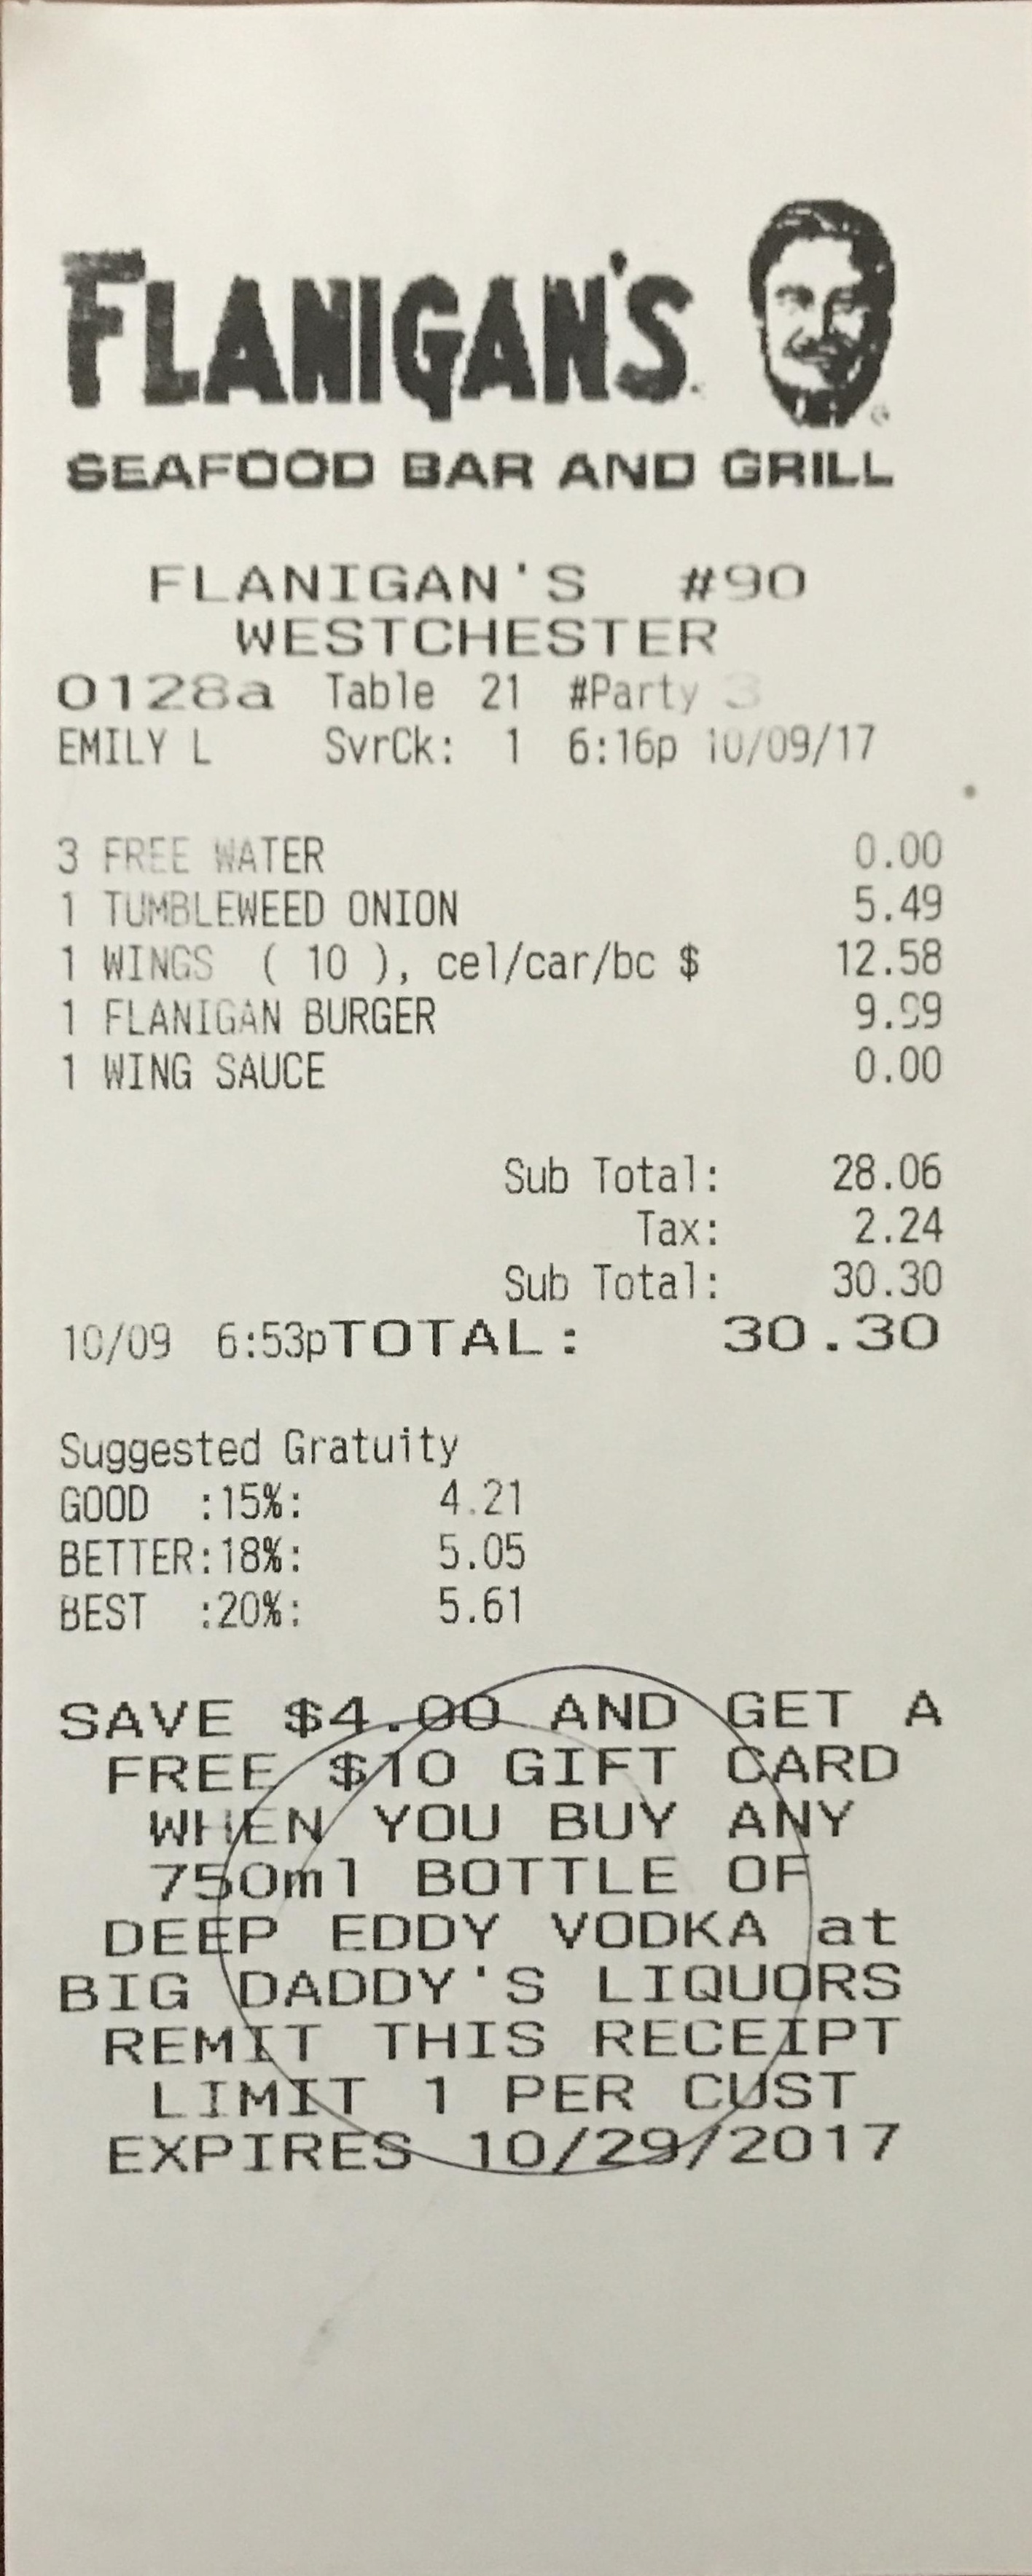 FLANIGAN'S
SEAFOOD BAR AND GRILL
FLANIGAN'S #90
WESTCHESTER
0128a Table 21 #Party 3
EMILY L SvrCk: 1 6:16p 10/09/17
3 FREE WATER 0.00
1 TUMBLEWEED ONION 5.49
1 WINGS ( 10 ), cel/car/bc $ 12.58
1 FLANIGAN BURGER 9.99
1 WING SAUCE 0.00
Sub Total: 28.06
Tax: 2.24
Sub Total: 30.30
10/09 6:53pTOTAL: 30.30
Suggested Gratuity
GOOD :15%: 4.21
BETTER:18%: 5.05
BEST :20%: 5.61
SAVE $4.00 AND GET A
FREE $10 GIFT CARD
WHEN YOU BUY ANY
750ml BOTTLE OF
DEEP EDDY VODKA at
BIG DADDY'S LIQUORS
REMIT THIS RECEIPT
LIMIT 1 PER CUST
EXPIRES 10/29/2017